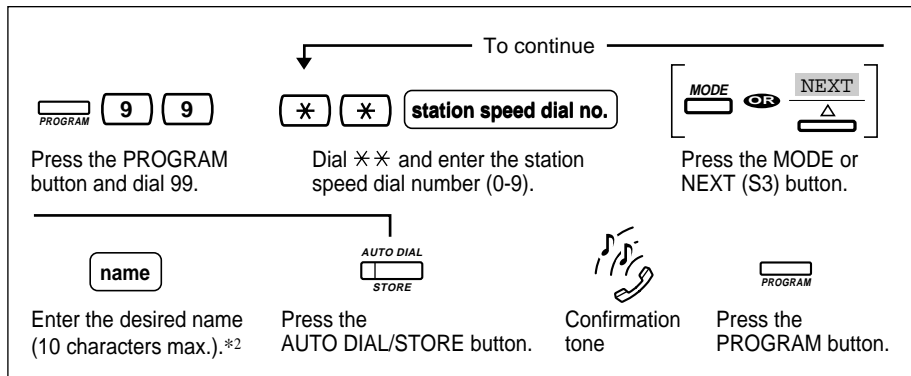 To continue
PROGRAM 9 9
✳ ✳ station speed dial no.
MODE OR NEXT
Press the PROGRAM
button and dial 99.
Dial ✳✳ and enter the station
speed dial number (0-9).
Press the MODE or
NEXT (S3) button.
name
AUTO DIAL
STORE
PROGRAM
Enter the desired name
(10 characters max.).*2
Press the
AUTO DIAL/STORE button.
Confirmation
tone
Press the
PROGRAM button.